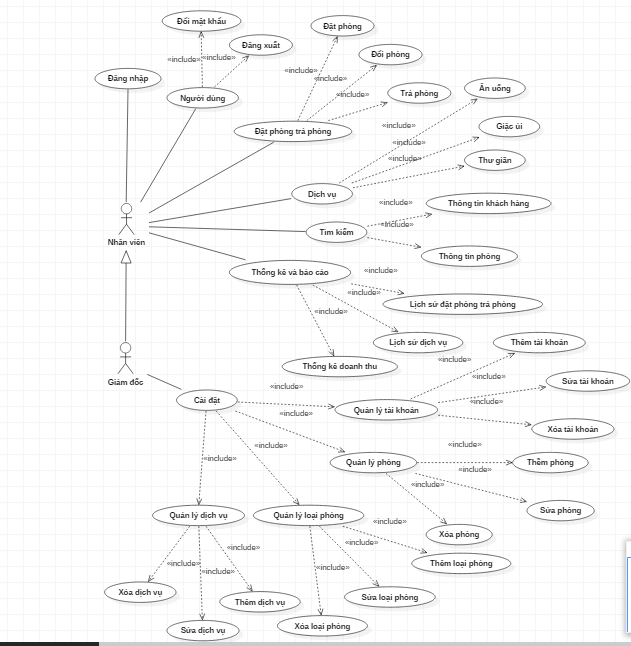 Đổi mật khẩu
Đặt phòng
Đăng xuất
Đổi phòng
«include»
«include»
«include»
«include»
Đăng nhập
Người dùng
«include»
Trả phòng
Ăn uống
Đặt phòng trả phòng
«include»
Giặc ủi
«include»
«include»
Thư giãn
Dịch vụ
«include»
Thông tin khách hàng
«include»
Tìm kiếm
Nhân viên
Thông tin phòng
Thống kê và báo cáo
«include»
«include»
Lịch sử đặt phòng trả phòng
«include»
Lịch sử dịch vụ
Thêm tài khoản
«include»
Thống kê doanh thu
«include»
Giám đốc
Sửa tài khoản
«include»
Cài đặt
«include»
Quản lý tài khoản
«include»
Xóa tài khoản
«include»
«include»
«include»
Quản lý phòng
Thêm phòng
«include»
«include»
Sửa phòng
Quản lý dịch vụ
Quản lý loại phòng
«include»
Xóa phòng
«include»
«include»
Thêm loại phòng
«include»
«include»
«include»
Xóa dịch vụ
Thêm dịch vụ
Sửa loại phòng
Sửa dịch vụ
Xóa loại phòng